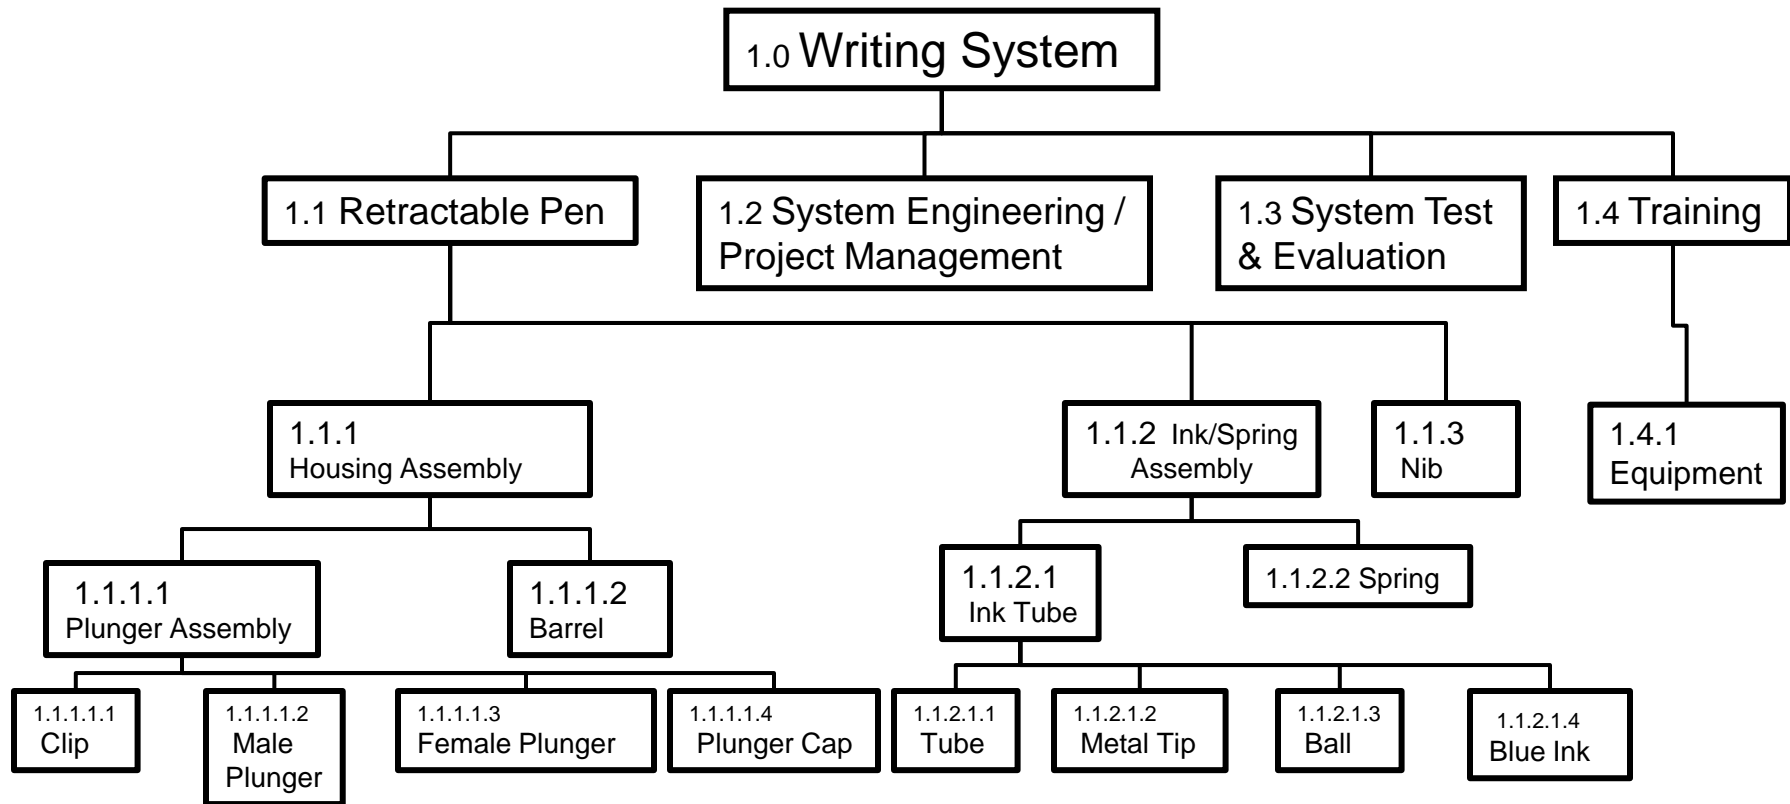 1.0 Writing System
1.1 Retractable Pen
1.2 System Engineering /
Project Management
1.3 System Test
& Evaluation
1.4 Training
1.1.1
Housing Assembly
1.1.2 Ink/Spring
Assembly
1.1.3
Nib
1.4.1
Equipment
1.1.1.1
Plunger Assembly
1.1.1.2
Barrel
1.1.2.1
Ink Tube
1.1.2.2 Spring
1.1.1.1.1
Clip
1.1.1.1.2
Male
Plunger
1.1.1.1.3
Female Plunger
1.1.1.1.4
Plunger Cap
1.1.2.1.1
Tube
1.1.2.1.2
Metal Tip
1.1.2.1.3
Ball
1.1.2.1.4
Blue Ink